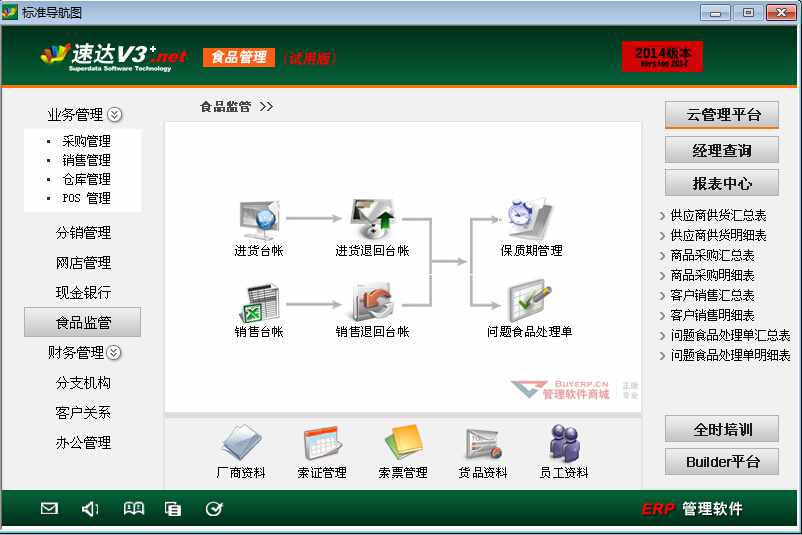 标准导航图
速达V3+.net
Superdata Software Technology
食品管理
(试用版)
2014版本
Version 2014
业务管理
采购管理
销售管理
仓库管理
POS 管理
分销管理
网店管理
现金银行
食品监管
财务管理
分支机构
客户关系
办公管理
食品监管 >>
进货台帐
进货退回台帐
保质期管理
销售台帐
销售退回台帐
问题食品处理单
BUYERP.CN
管理软件商城
正版
专业
厂商资料
索证管理
索票管理
货品资料
员工资料
云管理平台
经理查询
报表中心
供应商供货汇总表
供应商供货明细表
商品采购汇总表
商品采购明细表
客户销售汇总表
客户销售明细表
问题食品处理单汇总表
问题食品处理单明细表
全时培训
Builder平台
ERP 管理软件